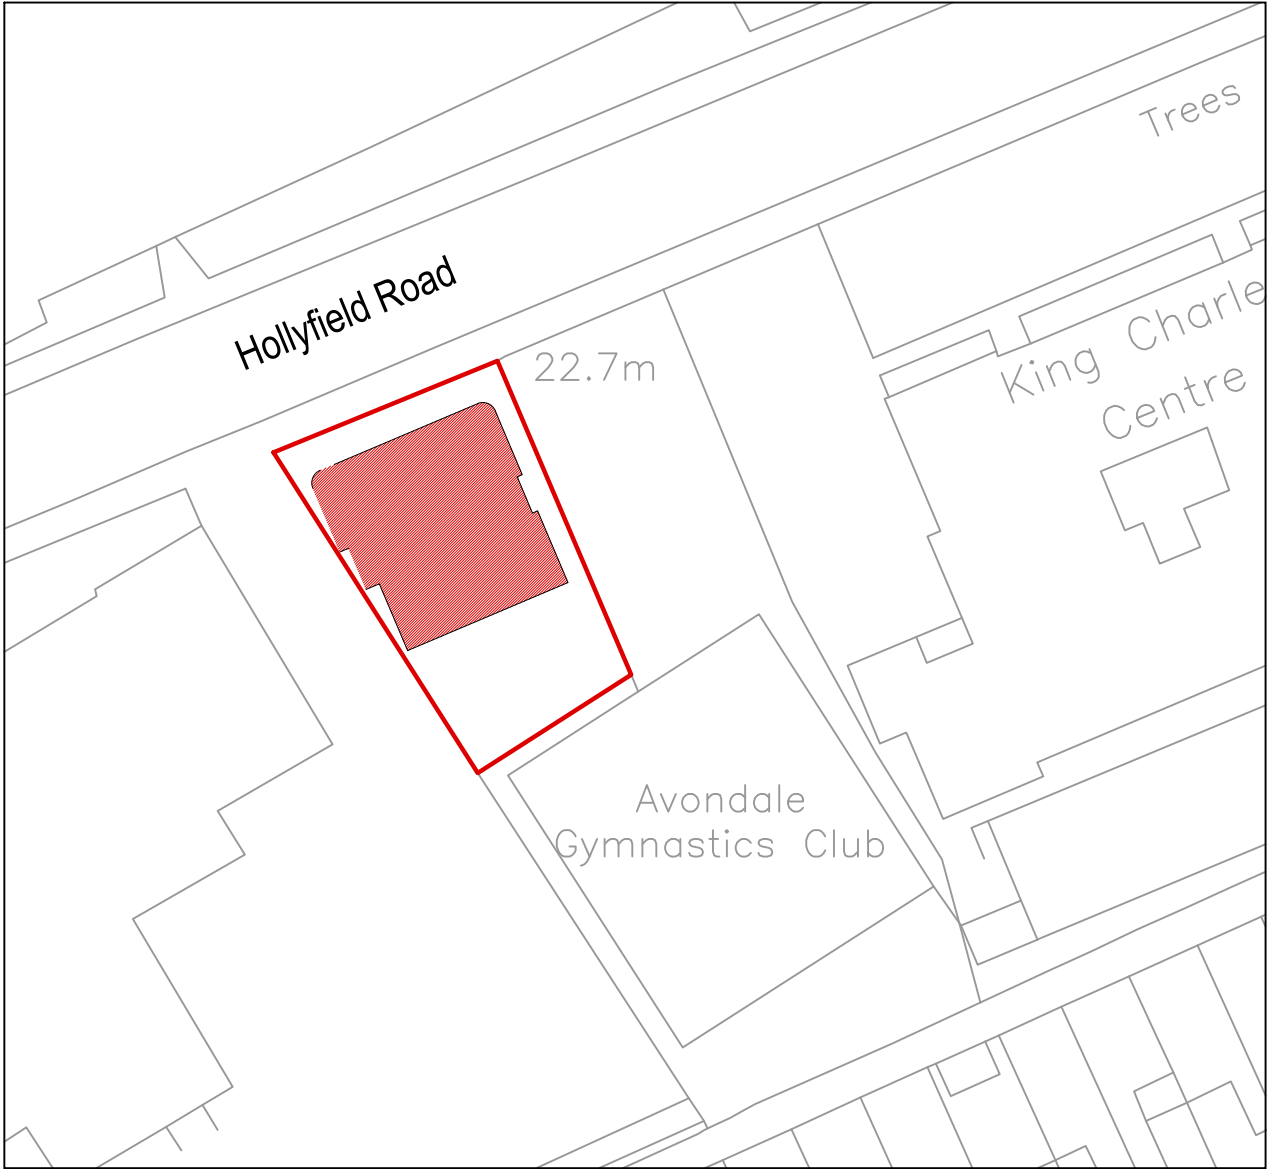 Trees
Hollyfield Road
King Charle
Centre
22.7m
Avondale
Gymnastics Club